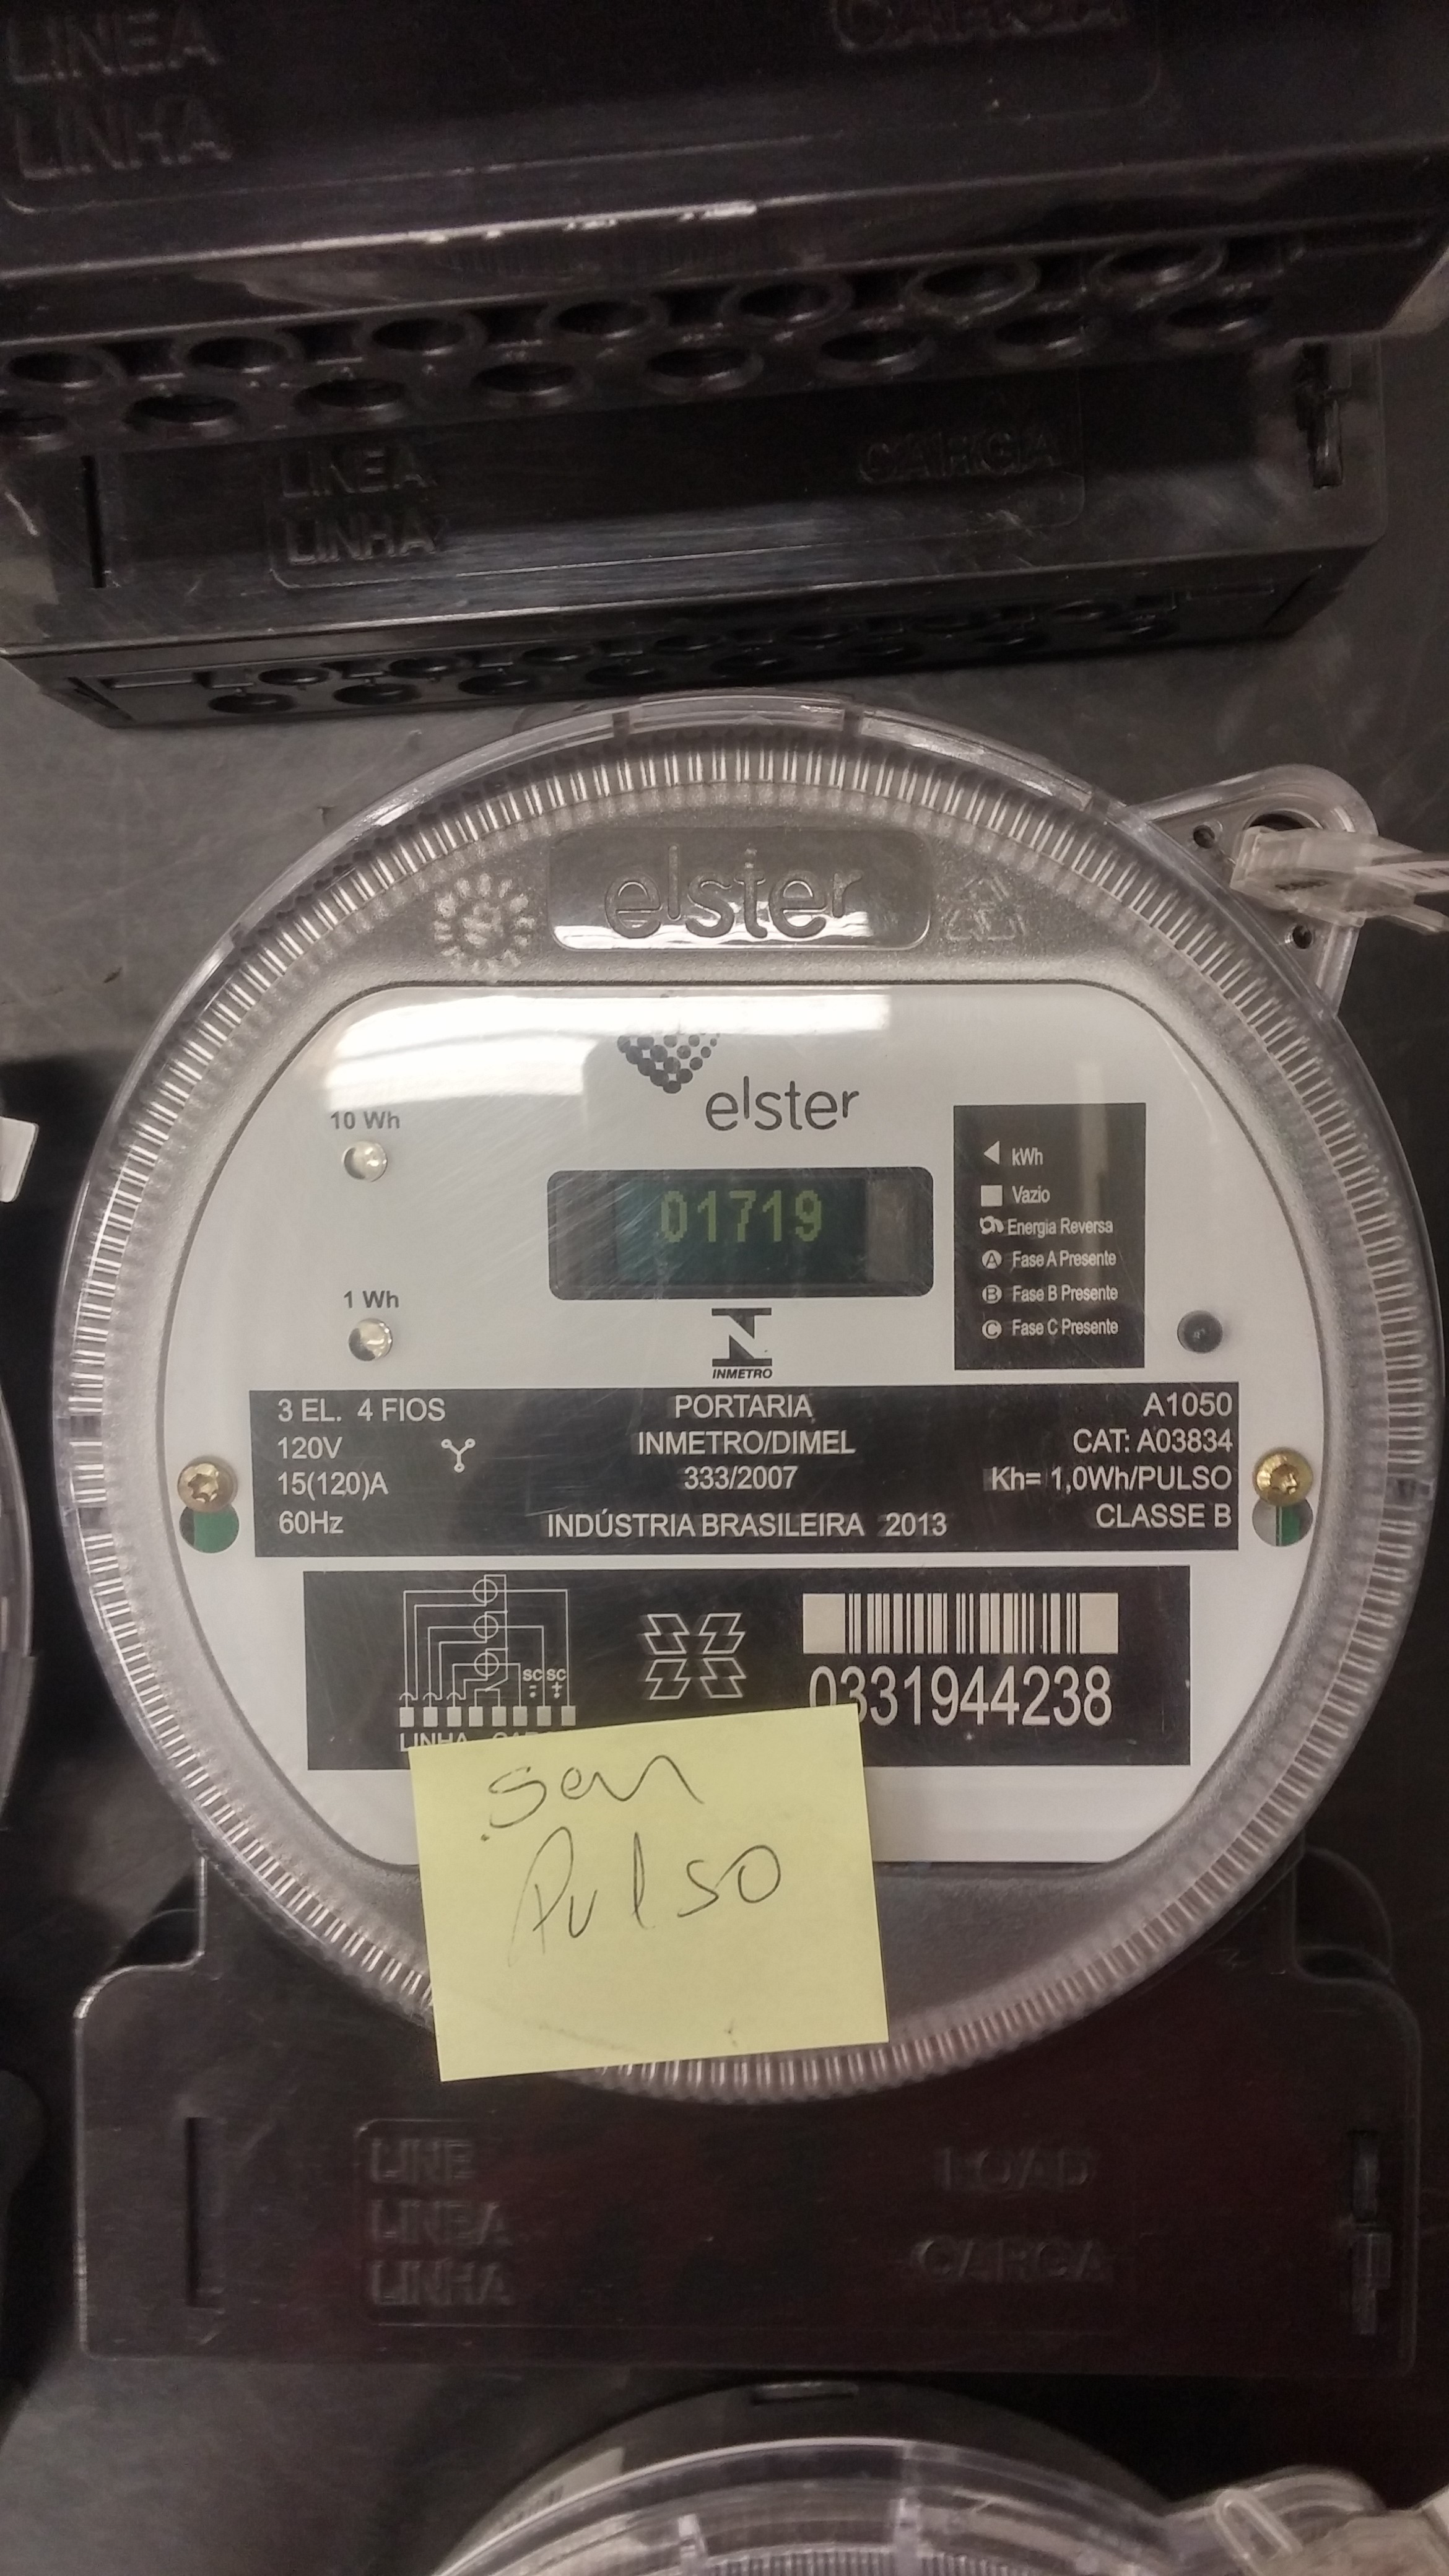 LINEA
LINHA
CARGA
LINEA
LINHA
CARGA
elster
elster
10 Wh
1 Wh
01719
kWh
Vazio
Energia Reversa
A Fase A Presente
B Fase B Presente
C Fase C Presente
INMETRO
3 EL. 4 FIOS
120V
15(120)A
60Hz
PORTARIA
INMETRO/DIMEL
333/2007
INDÚSTRIA BRASILEIRA 2013
A1050
CAT: A03834
Kh= 1,0Wh/PULSO
CLASSE B
SC SC
- +
LINHA
0331944238
Sem
Pulso
LINE
LINEA
LINHA
LOAD
CARGA